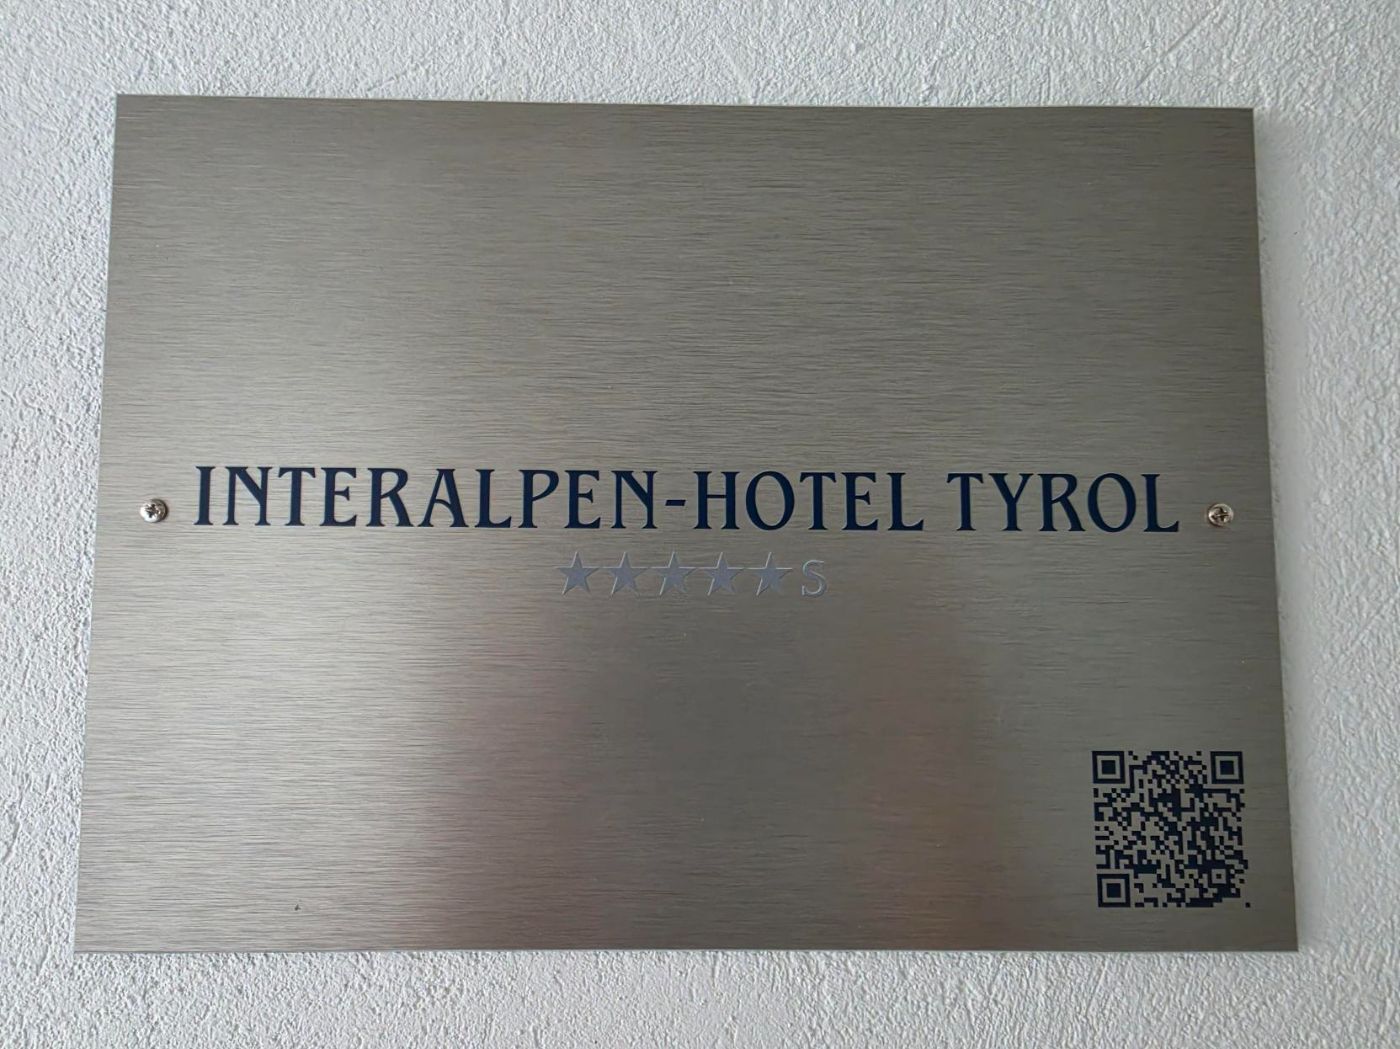 INTERALPEN-HOTEL TYROL
★★★★★S